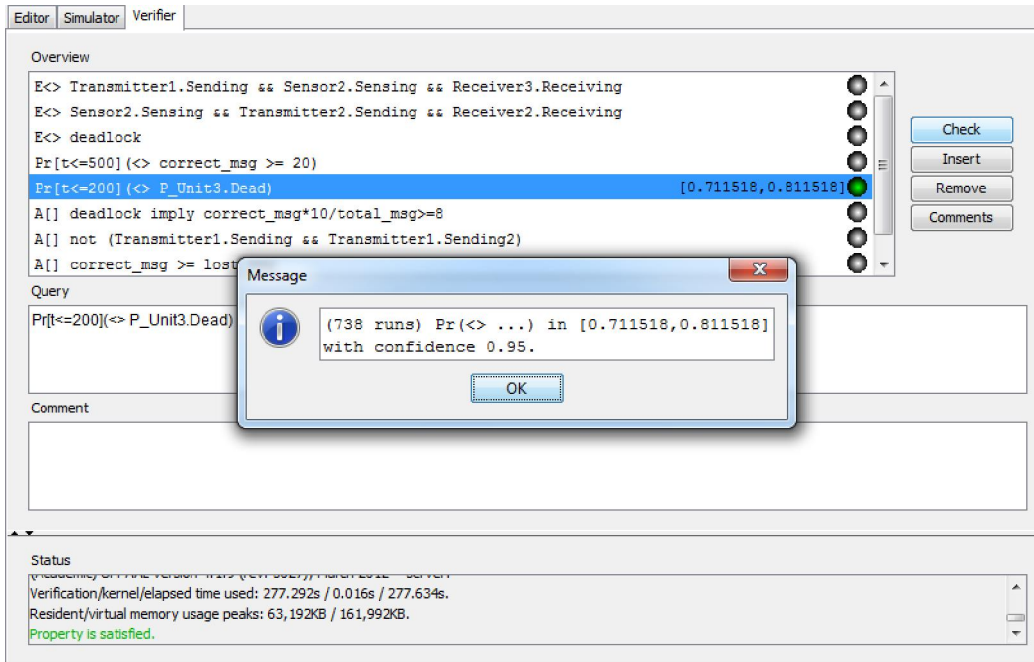 Editor Simulator Verifier
Overview
E<> Transmitter1.Sending && Sensor2.Sensing && Receiver3.Receiving
E<> Sensor2.Sensing && Transmitter2.Sending && Receiver2.Receiving
E<> deadlock
Pr[t<=500](<> correct_msg >= 20)
Pr[t<=200](<> P_Unit3.Dead) [0.711518,0.811518]
A[] deadlock imply correct_msg*10/total_msg>=8
A[] not (Transmitter1.Sending && Transmitter1.Sending2)
A[] correct_msg >= lost
Check
Insert
Remove
Comments
Query
Pr[t<=200](<> P_Unit3.Dead)
Message
(738 runs) Pr(<> ...) in [0.711518,0.811518]
with confidence 0.95.
OK
Comment
Status
Verification/kernel/elapsed time used: 277.292s / 0.016s / 277.634s.
Resident/virtual memory usage peaks: 63,192KB / 161,992KB.
Property is satisfied.